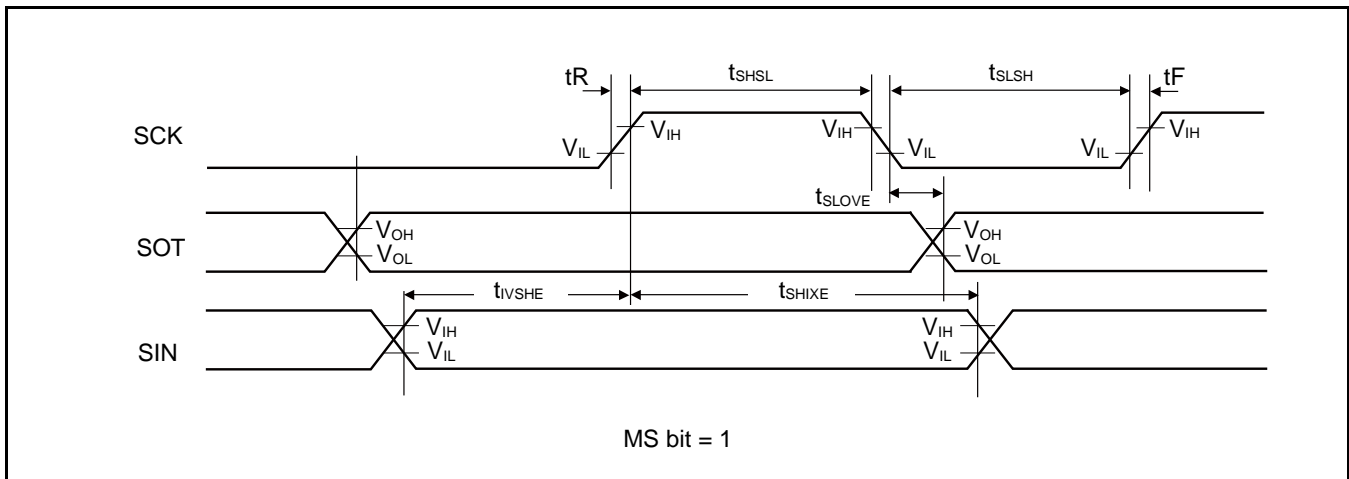 tR tSHSL tSLSH tF
SCK VIH VIH VIH
VIL VIL VIL
tSLOVE
SOT VOH VOH
VOL VOL
tIVSHE tSHIXE
SIN VIH VIH
VIL VIL
MS bit = 1